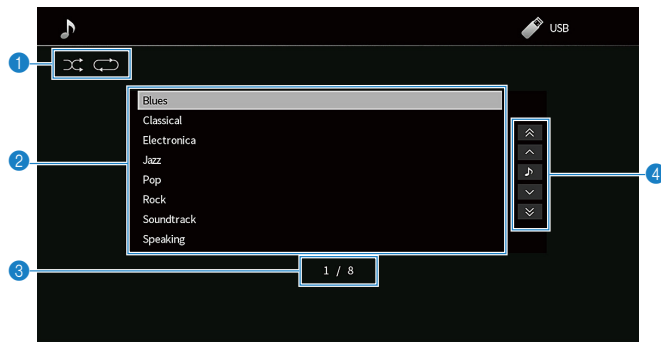 USB
1
2
Blues
Classical
Electronica
Jazz
Pop
Rock
Soundtrack
Speaking
4
3
1 / 8